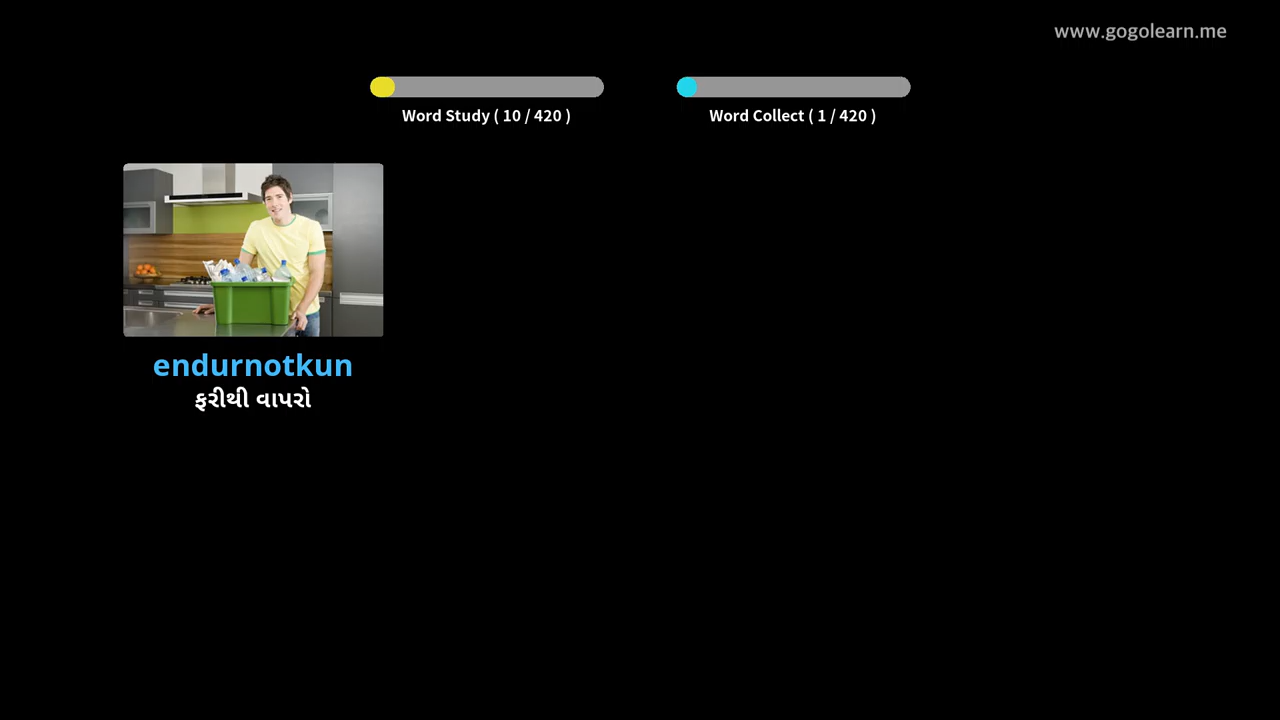 www.gogolearn.me
Word Study ( 10 / 420 )
Word Collect ( 1 / 420 )
endurnotkun
ફરીથી વાપરો